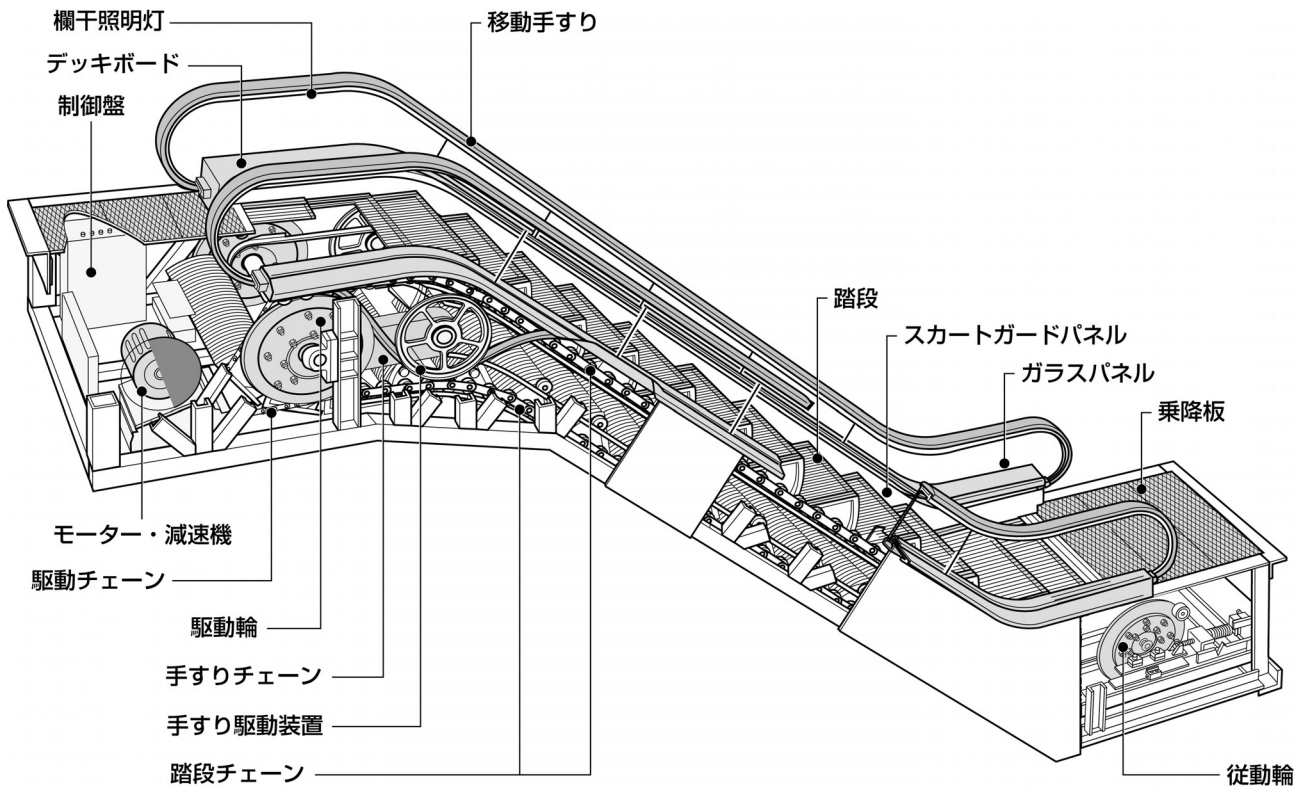 欄干照明灯
移動手すり
デッキボード
制御盤
踏段
スカートガードパネル
ガラスパネル
乗降板
モーター・減速機
駆動チェーン
駆動輪
手すりチェーン
手すり駆動装置
踏段チェーン
従動輪